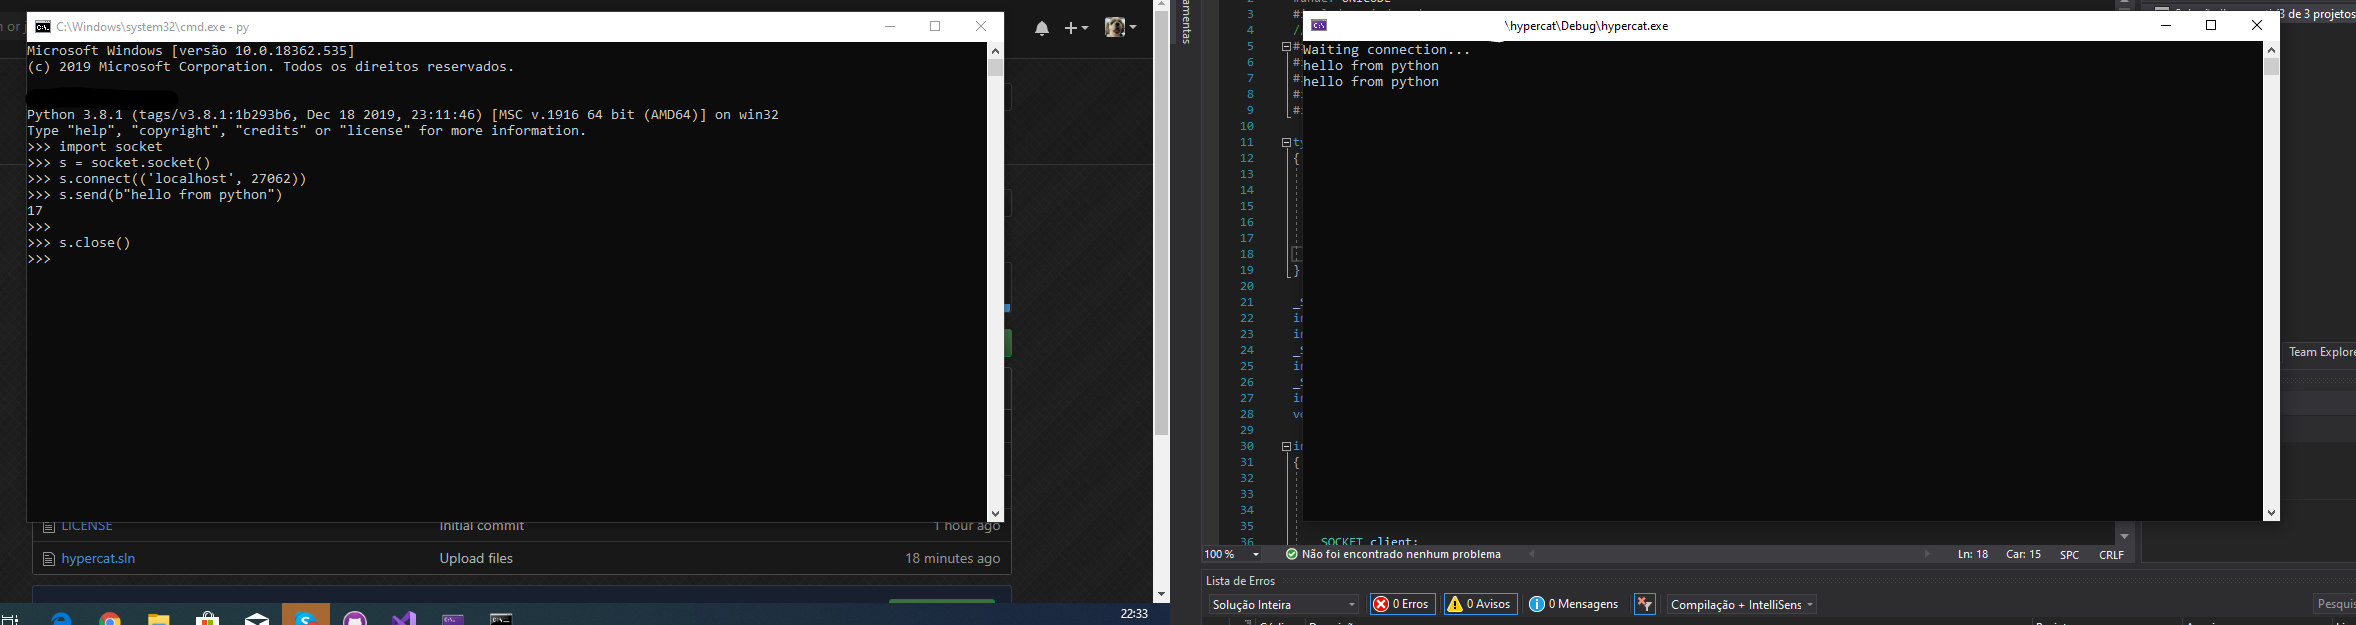 C:\Windows\system32\cmd.exe - py
Microsoft Windows [versão 10.0.18362.535]
(c) 2019 Microsoft Corporation. Todos os direitos reservados.
Python 3.8.1 (tags/v3.8.1:1b293b6, Dec 18 2019, 23:11:46) [MSC v.1916 64 bit (AMD64)] on win32
Type "help", "copyright", "credits" or "license" for more information.
>>> import socket
>>> s = socket.socket()
>>> s.connect(('localhost', 27062))
>>> s.send(b"hello from python")
17
>>>
>>> s.close()
>>>
LICENSE Initial commit 1 hour ago
hypercat.sln Upload files 18 minutes ago
22:33
\hypercat\Debug\hypercat.exe
Waiting connection...
hello from python
hello from python
3 de 3 projetos
Team Explore
2
3
4
5
6
7
8
9
10
11
12 {
13
14
15
16
17
18
19 }
20
21
22
23
24
25
26
27
28
29
30
31 {
32
33
34
35
36 SOCKET client;
100 % Não foi encontrado nenhum problema Ln: 18 Car: 15 SPC CRLF
Lista de Erros
Solução Inteira 0 Erros 0 Avisos 0 Mensagens Compilação + IntelliSens Pesquis